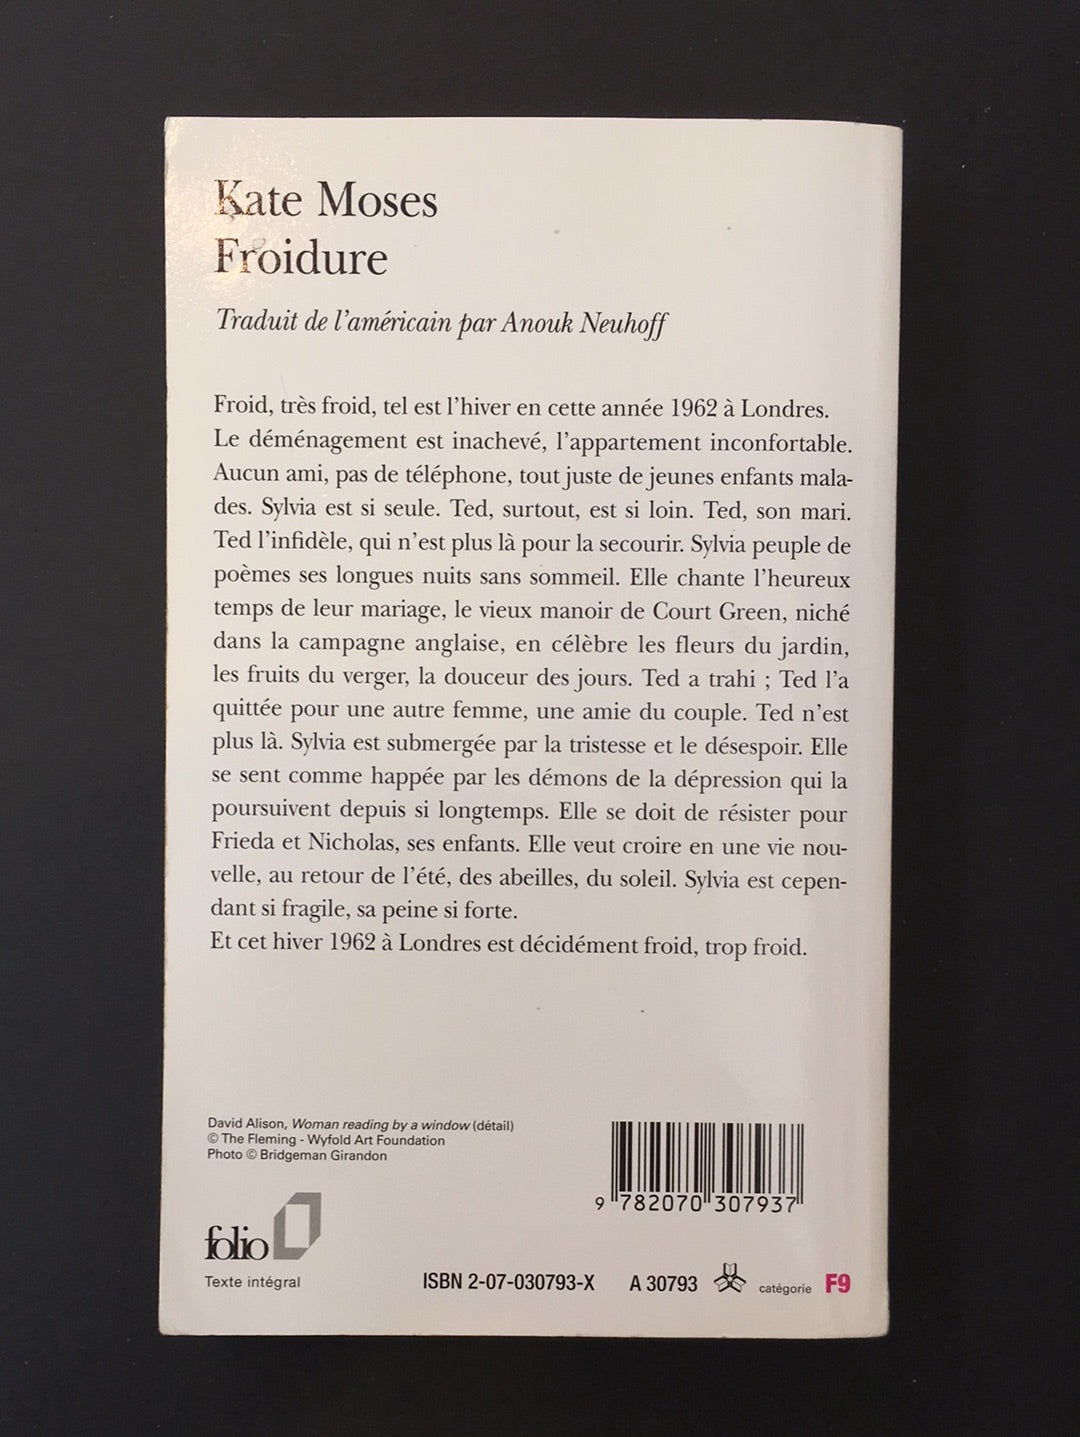 Kate Moses
Froidure
Traduit de l'américain par Anouk Neuhoff
Froid, très froid, tel est l'hiver en cette année 1962 à Londres.
Le déménagement est inachevé, l'appartement inconfortable.
Aucun ami, pas de téléphone, tout juste de jeunes enfants mala-
des. Sylvia est si seule. Ted, surtout, est si loin. Ted, son mari.
Ted l'infidèle, qui n'est plus là pour la secourir. Sylvia peuple de
poèmes ses longues nuits sans sommeil. Elle chante l'heureux
temps de leur mariage, le vieux manoir de Court Green, niché
dans la campagne anglaise, en célèbre les fleurs du jardin,
les fruits du verger, la douceur des jours. Ted a trahi ; Ted l'a
quittée pour une autre femme, une amie du couple. Ted n'est
plus là. Sylvia est submergée par la tristesse et le désespoir. Elle
se sent comme happée par les démons de la dépression qui la
poursuivent depuis si longtemps. Elle se doit de résister pour
Frieda et Nicholas, ses enfants. Elle veut croire en une vie nou-
velle, au retour de l'été, des abeilles, du soleil. Sylvia est cepen-
dant si fragile, sa peine si forte.
Et cet hiver 1962 à Londres est décidément froid, trop froid.
David Alison, Woman reading by a window (détail)
© The Fleming - Wyfold Art Foundation
Photo © Bridgeman Girandon
9 782070 307937
folio
Texte intégral
ISBN 2-07-030793-X A 30793 catégorie F9